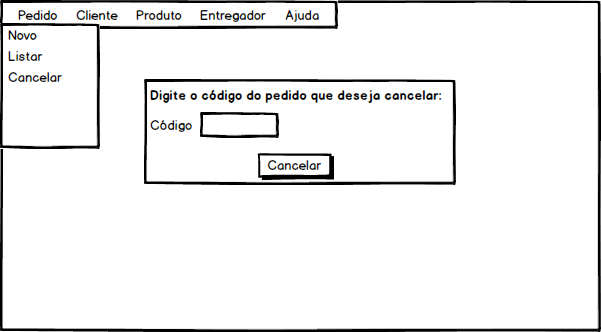 Pedido Cliente Produto Entregador Ajuda
Novo
Listar
Cancelar
Digite o código do pedido que deseja cancelar:
Código
Cancelar